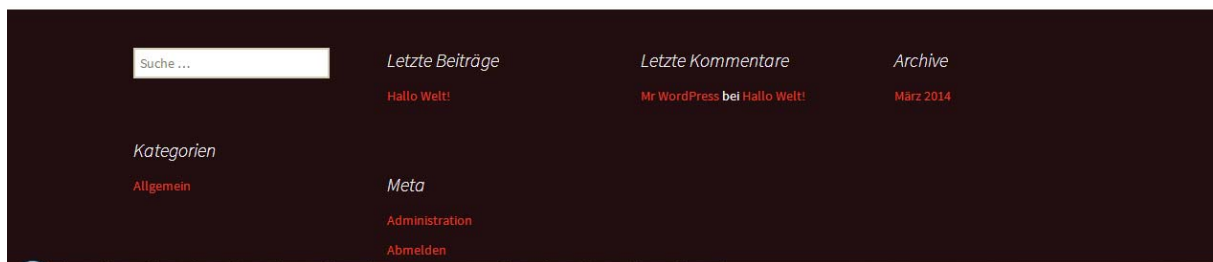 Suche ...
Letzte Beiträge
Hallo Welt!
Letzte Kommentare
Mr WordPress bei Hallo Welt!
Archive
März 2014
Kategorien
Allgemein
Meta
Administration
Abmelden